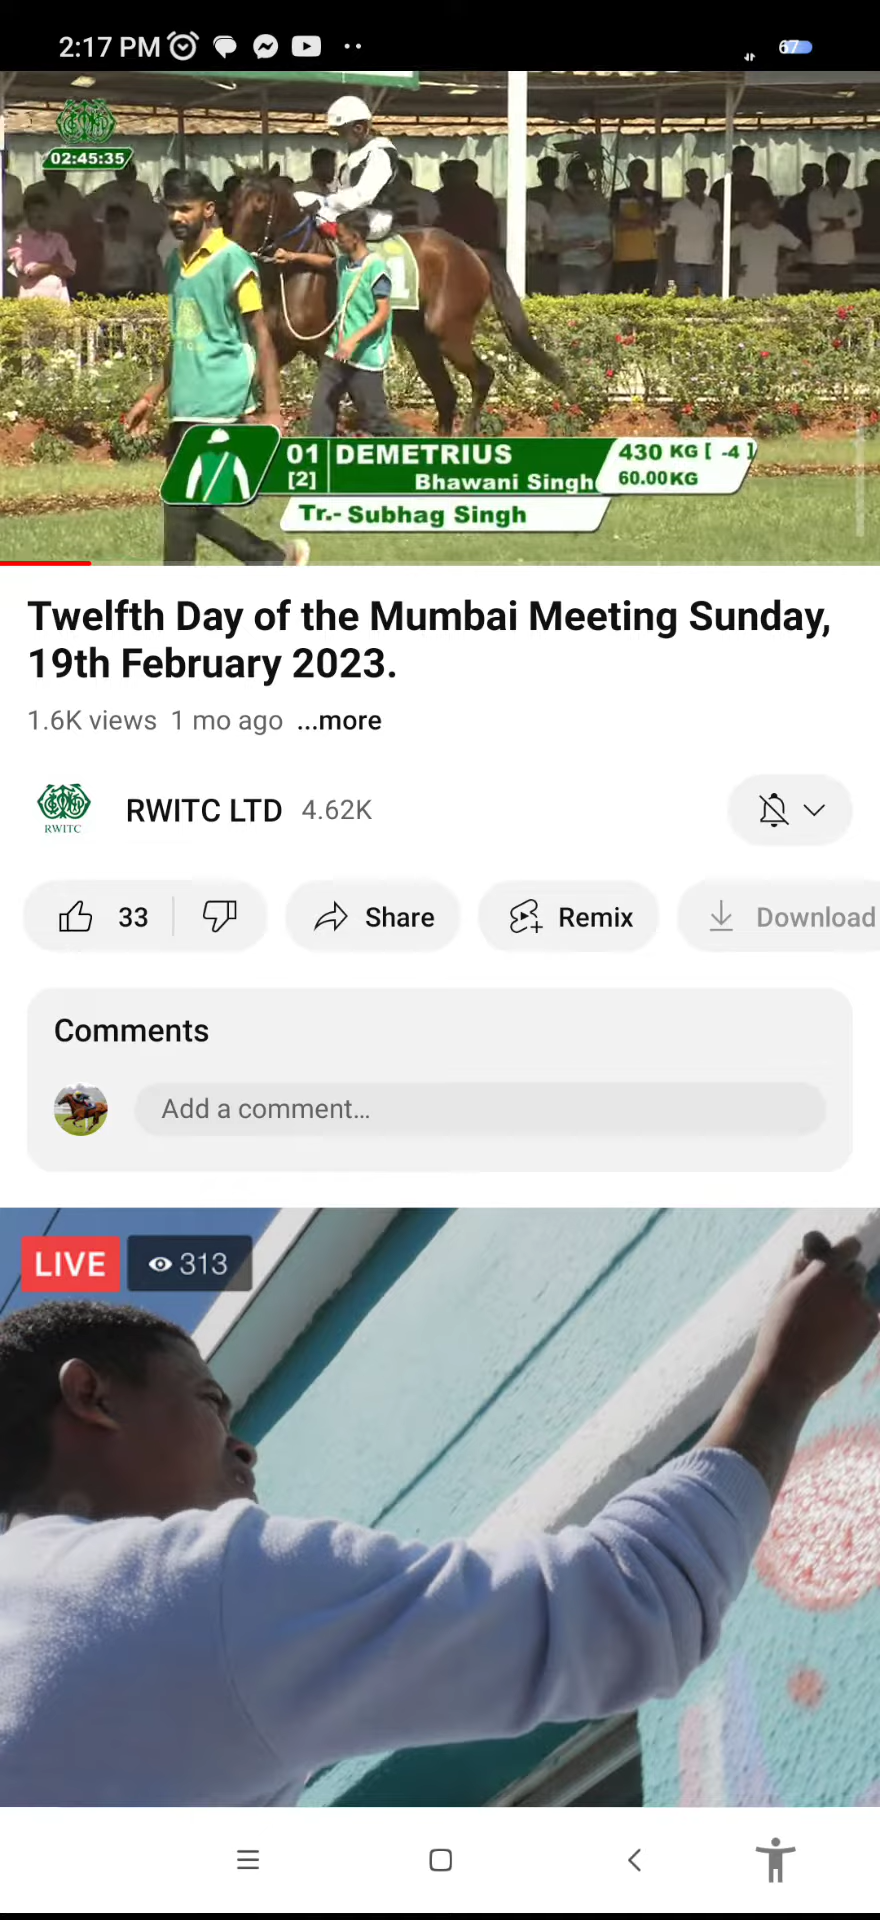 2:17 PM
67
02:45:35
01 DEMETRIUS 430 KG [ -4 ]
[2] Bhawani Singh 60.00KG
Tr.- Subhag Singh
Twelfth Day of the Mumbai Meeting Sunday,
19th February 2023.
1.6K views 1 mo ago ...more
RWITC
RWITC LTD 4.62K
33 Share Remix Download
Comments
Add a comment...
LIVE 313